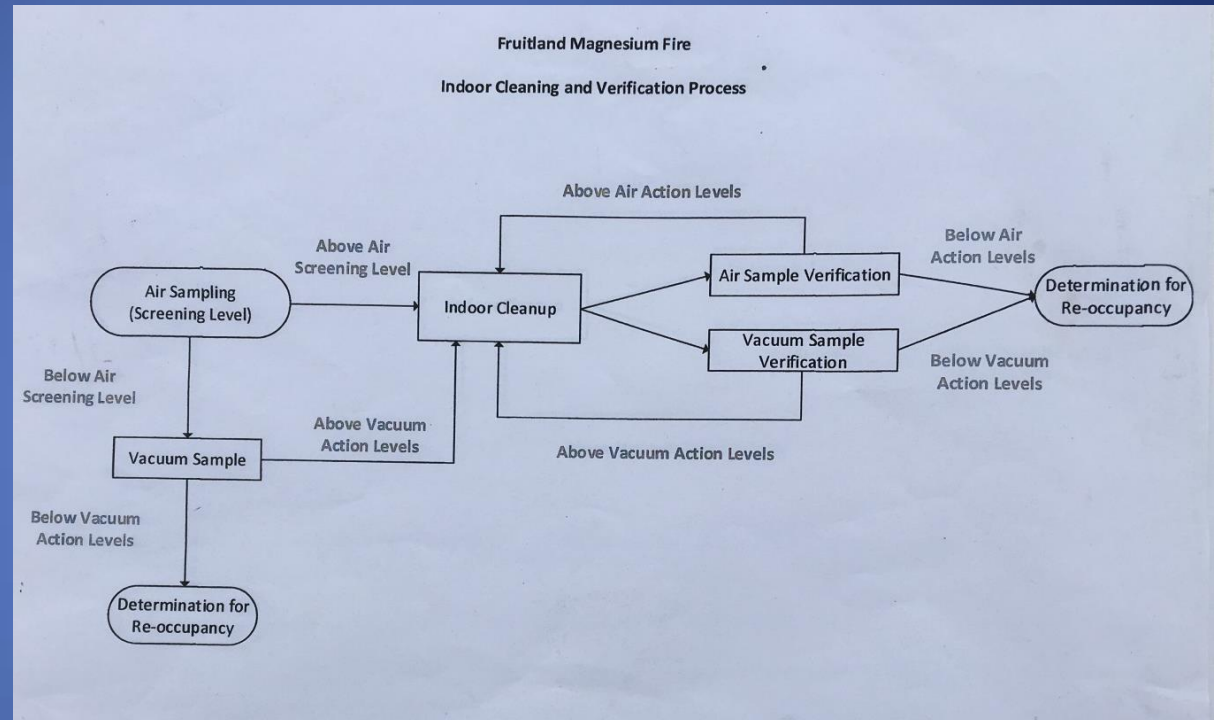 Fruitland Magnesium Fire
Indoor Cleaning and Verification Process
Above Air Action Levels
Above Air
Screening Level
Below Air
Action Levels
Air Sampling
(Screening Level)
Indoor Cleanup
Air Sample Verification
Determination for
Re-occupancy
Vacuum Sample
Verification
Below Air
Screening Level
Above Vacuum
Action Levels
Below Vacuum
Action Levels
Above Vacuum Action Levels
Vacuum Sample
Below Vacuum
Action Levels
Determination for
Re-occupancy